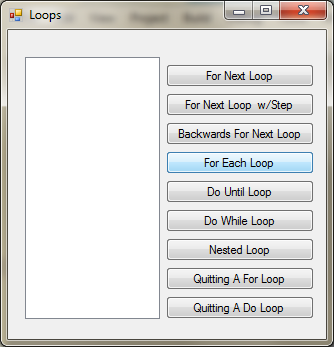 Loops
For Next Loop
For Next Loop w/Step
Backwards For Next Loop
For Each Loop
Do Until Loop
Do While Loop
Nested Loop
Quitting A For Loop
Quitting A Do Loop